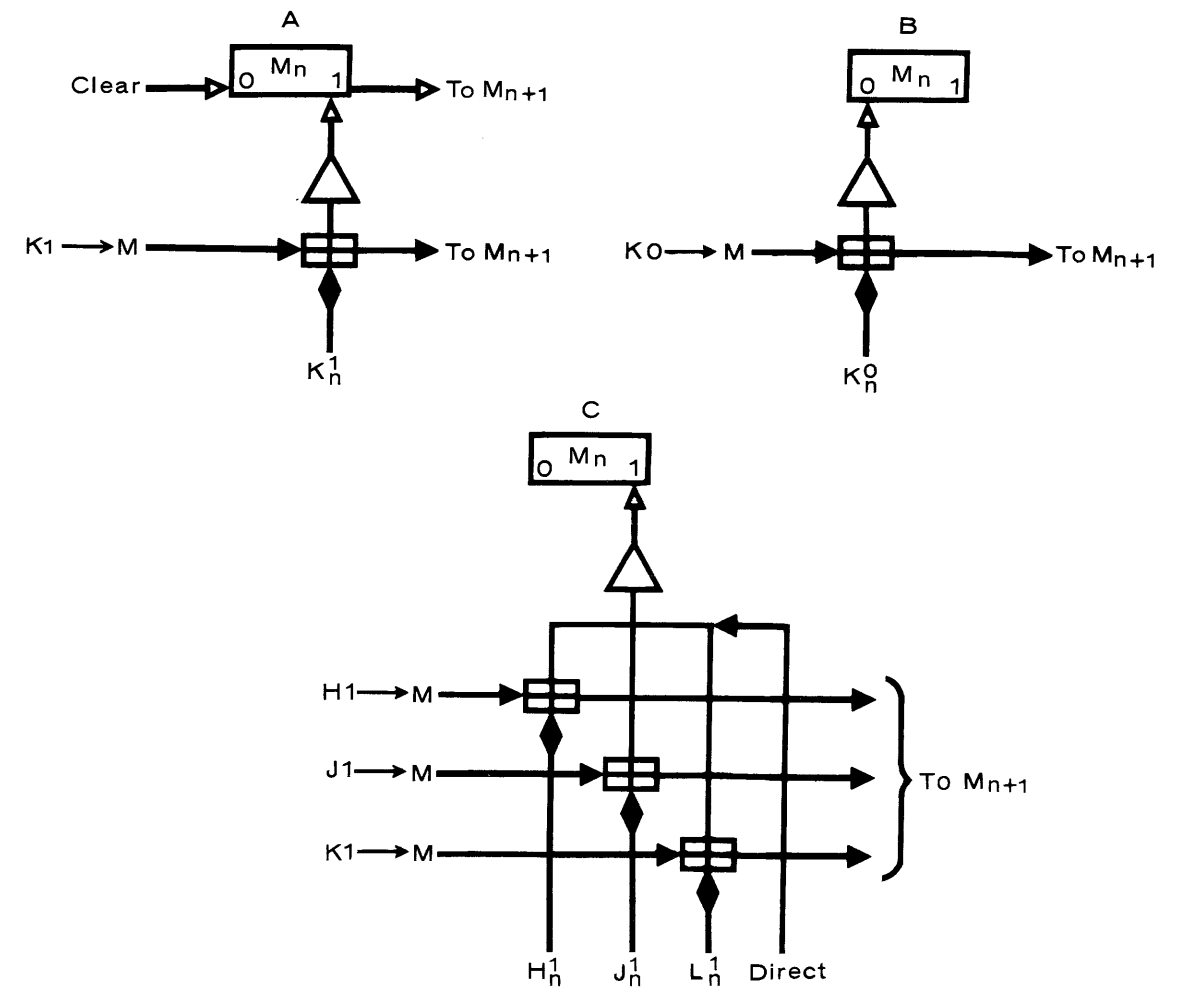 A
B
0 Mn 1
Clear
To Mn+1
0 Mn 1
K1 → M
To Mn+1
K0 → M
To Mn+1
K¹n
K⁰n
C
0 Mn 1
H1 → M
J1 → M
To Mn+1
K1 → M
H¹n J¹n L¹n Direct